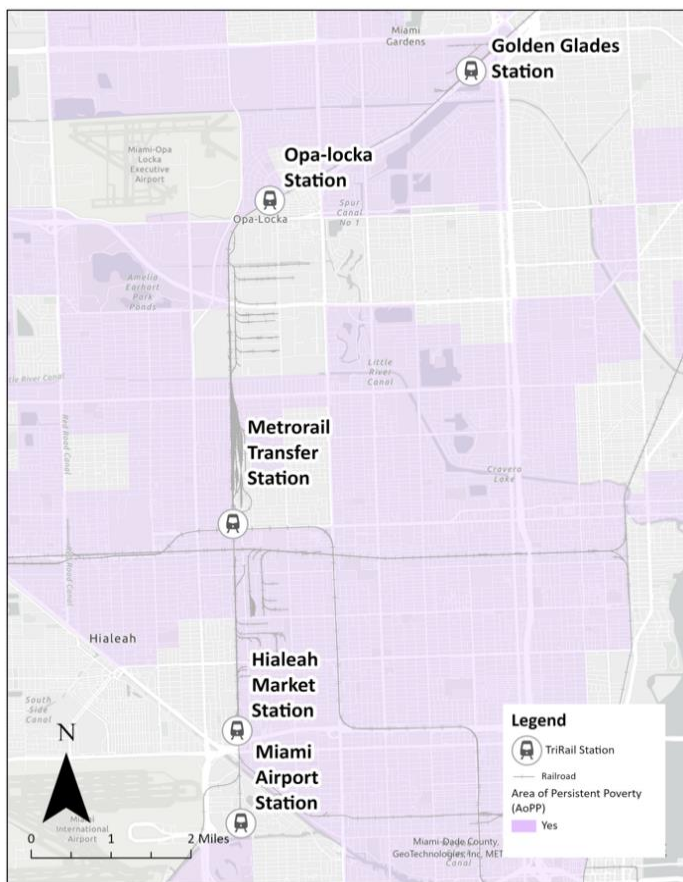 Miami
Gardens
Golden Glades
Station
Miami-Opa
Locka
Executive
Airport
Opa-locka
Station
Opa-Locka
Spur
Canal
No 1
Amelia
Earhart
Park
Ponds
Little
River
Canal
River Canal
Red Road Canal
Metrorail
Transfer
Station
Cravero
Lake
Road Canal
Hialeah
Hialeah
Market
Station
South
Side
Canal
N
Miami
Airport
Station
Miami
International
Airport
0 1 2 Miles
Legend
TriRail Station
Railroad
Area of Persistent Poverty
(AoPP)
Yes
Miami-Dade County,
GeoTechnologies, Inc, MET
Canal